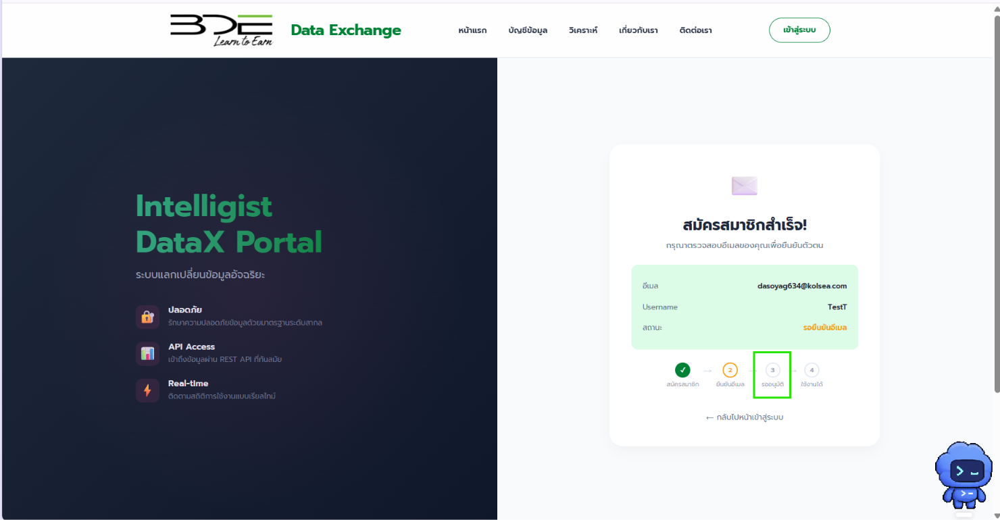 BDE
Learn to Earn
Data Exchange
หน้าแรก
บัญชีข้อมูล
วิเคราะห์
เกี่ยวกับเรา
ติดต่อเรา
เข้าสู่ระบบ
Intelligist
DataX Portal
ระบบแลกเปลี่ยนข้อมูลอัจฉริยะ
ปลอดภัย
รักษาความปลอดภัยข้อมูลด้วยมาตรฐานระดับสากล
API Access
เข้าถึงข้อมูลผ่าน REST API ที่ทันสมัย
Real-time
ติดตามสถิติการใช้งานแบบเรียลไทม์
สมัครสมาชิกสำเร็จ!
กรุณาตรวจสอบอีเมลของคุณเพื่อยืนยันตัวตน
อีเมล dasoyag634@kolsea.com
Username TestT
สถานะ รอยืนยันอีเมล
✓ → 2 → 3 → 4
สมัครสมาชิก ยืนยันอีเมล รออนุมัติ ใช้งานได้
← กลับไปหน้าเข้าสู่ระบบ